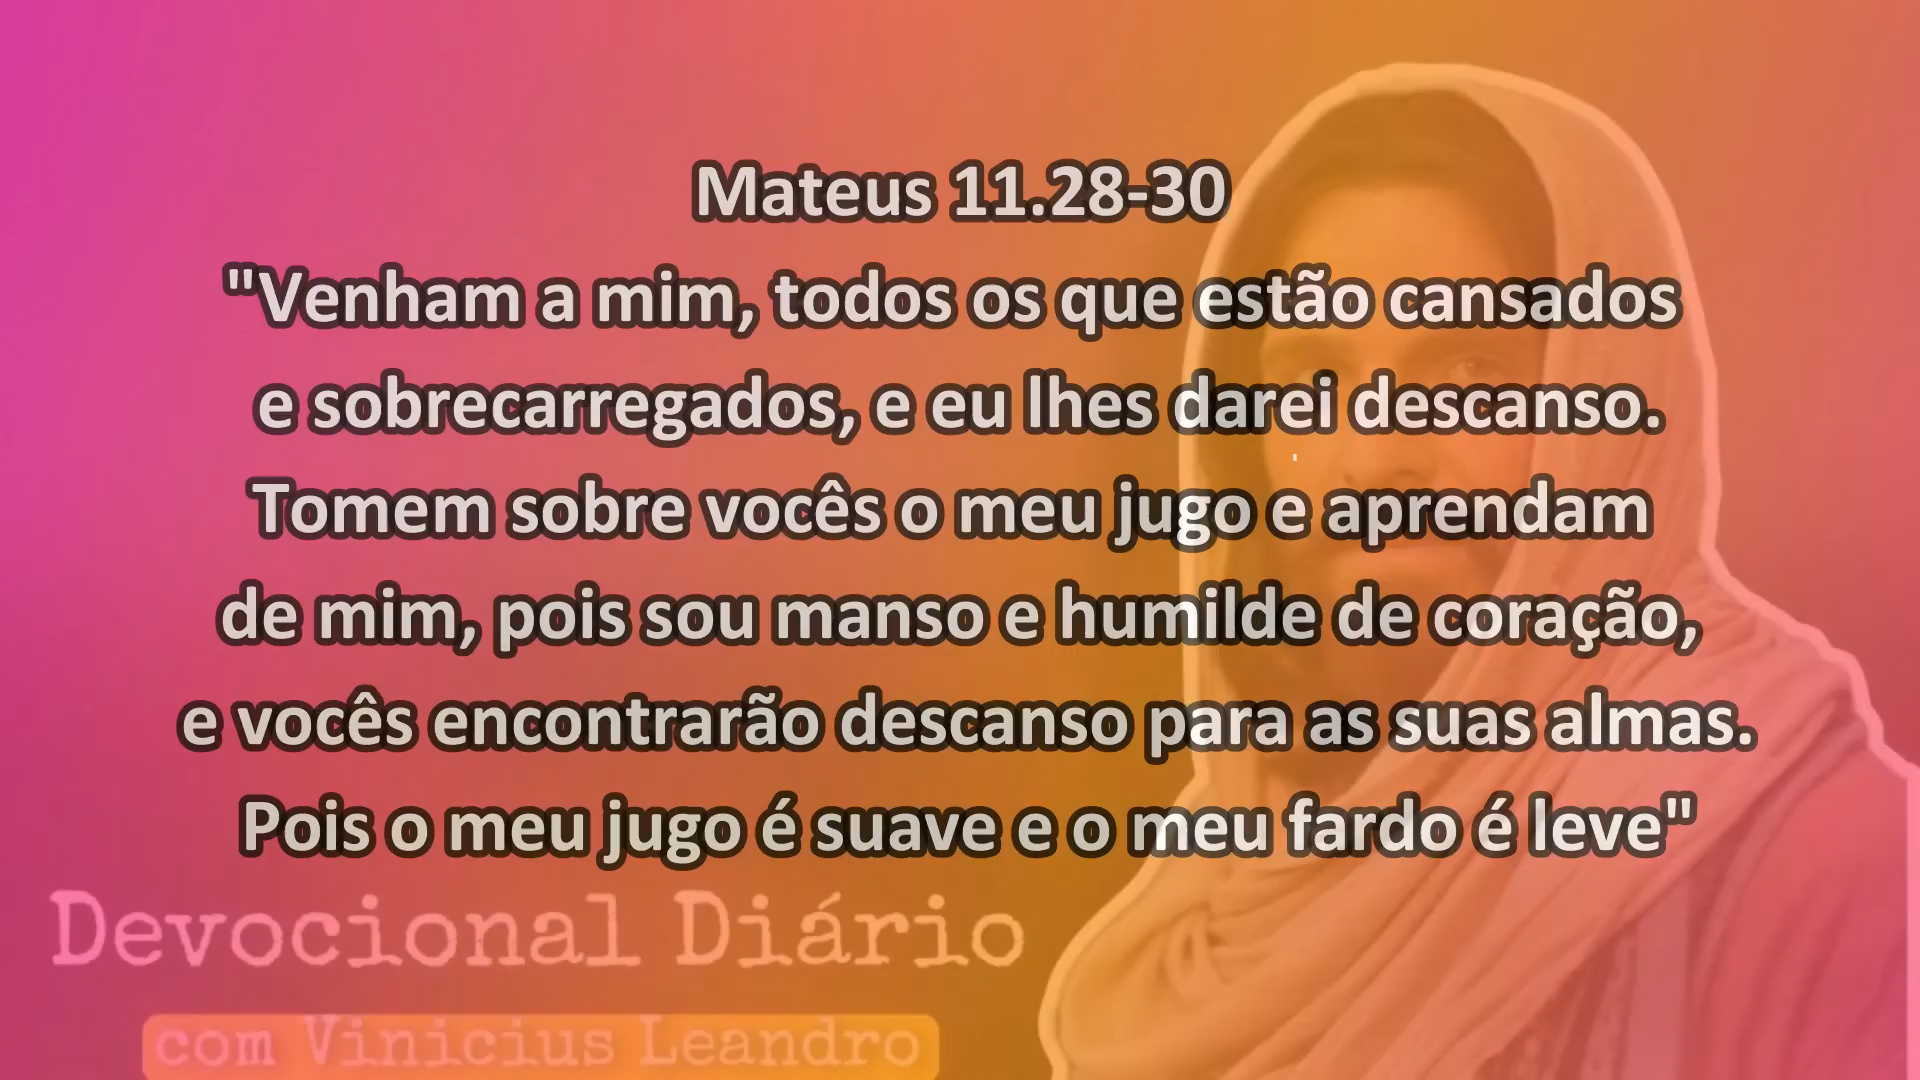 Mateus 11.28-30
"Venham a mim, todos os que estão cansados
e sobrecarregados, e eu lhes darei descanso.
Tomem sobre vocês o meu jugo e aprendam
de mim, pois sou manso e humilde de coração,
e vocês encontrarão descanso para as suas almas.
Pois o meu jugo é suave e o meu fardo é leve"
Devocional Diário
com Vinicius Leandro